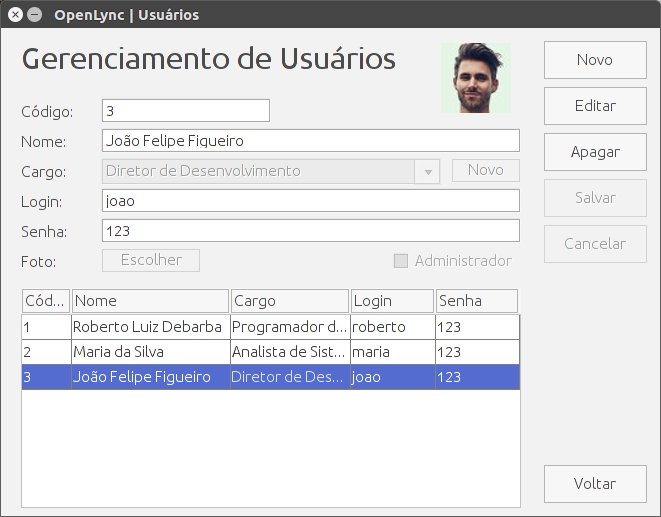 OpenLync | Usuários
Gerenciamento de Usuários
Novo
Código: 3
Editar
Nome: João Felipe Figueiro
Apagar
Cargo: Diretor de Desenvolvimento Novo
Login: joao
Salvar
Senha: 123
Cancelar
Foto: Escolher Administrador
Cód... Nome Cargo Login Senha
1 Roberto Luiz Debarba Programador d... roberto 123
2 Maria da Silva Analista de Sist... maria 123
3 João Felipe Figueiro Diretor de Des... joao 123
Voltar